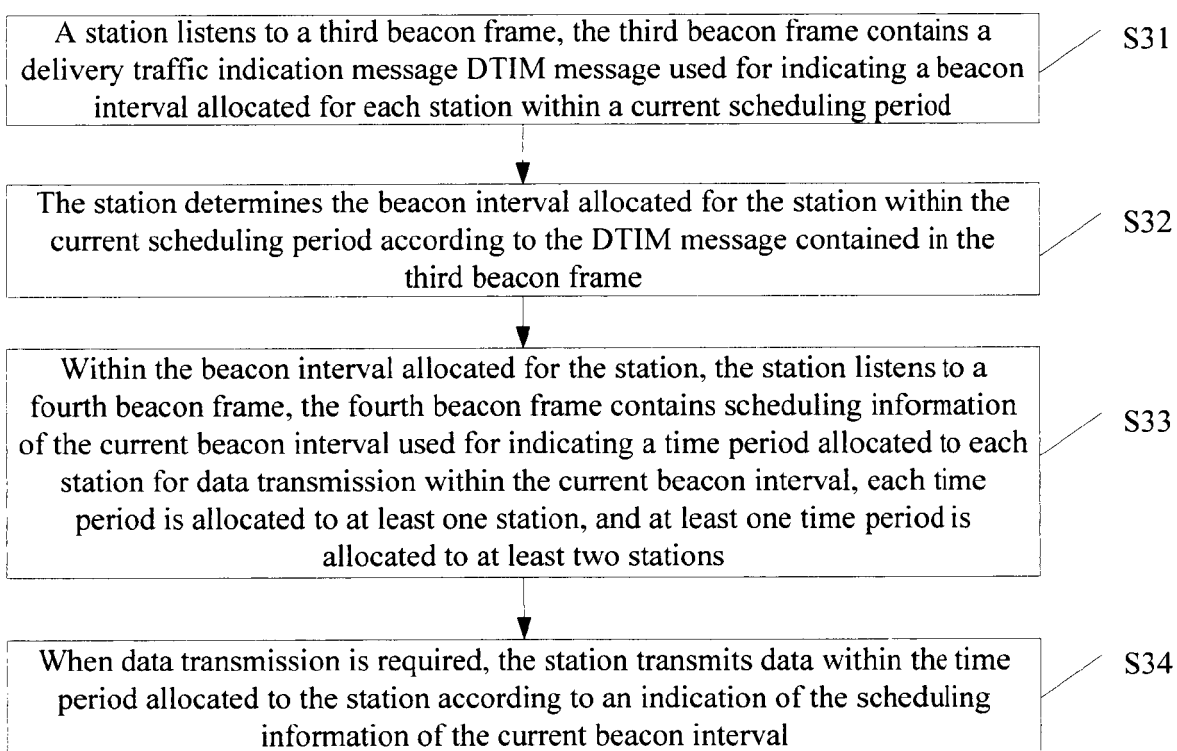 A station listens to a third beacon frame, the third beacon frame contains a
delivery traffic indication message DTIM message used for indicating a beacon
interval allocated for each station within a current scheduling period
S31
The station determines the beacon interval allocated for the station within the
current scheduling period according to the DTIM message contained in the
third beacon frame
S32
Within the beacon interval allocated for the station, the station listens to a
fourth beacon frame, the fourth beacon frame contains scheduling information
of the current beacon interval used for indicating a time period allocated to each
station for data transmission within the current beacon interval, each time
period is allocated to at least one station, and at least one time period is
allocated to at least two stations
S33
When data transmission is required, the station transmits data within the time
period allocated to the station according to an indication of the scheduling
information of the current beacon interval
S34